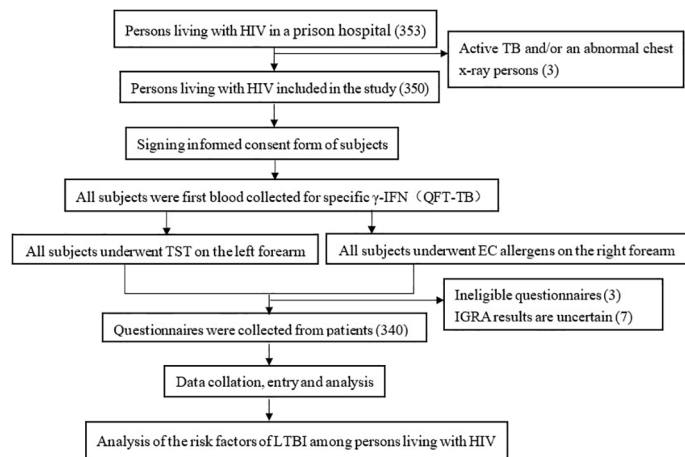 Persons living with HIV in a prison hospital (353)
Active TB and/or an abnormal chest
x-ray persons (3)
Persons living with HIV included in the study (350)
Signing informed consent form of subjects
All subjects were first blood collected for specific γ-IFN（QFT-TB）
All subjects underwent TST on the left forearm
All subjects underwent EC allergens on the right forearm
Ineligible questionnaires (3)
IGRA results are uncertain (7)
Questionnaires were collected from patients (340)
Data collation, entry and analysis
Analysis of the risk factors of LTBI among persons living with HIV